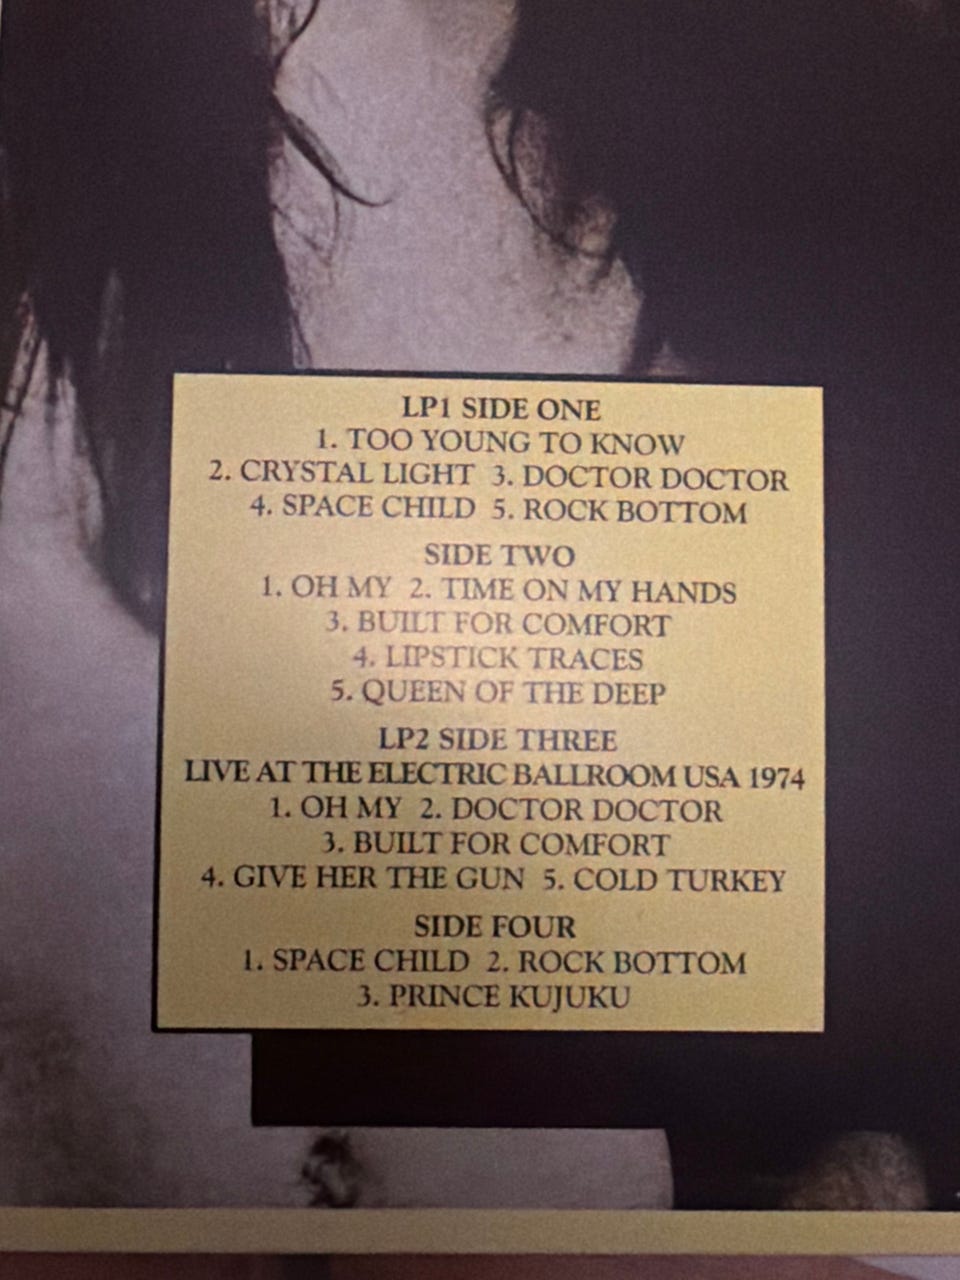 LP1 SIDE ONE
1. TOO YOUNG TO KNOW
2. CRYSTAL LIGHT 3. DOCTOR DOCTOR
4. SPACE CHILD 5. ROCK BOTTOM
SIDE TWO
1. OH MY 2. TIME ON MY HANDS
3. BUILT FOR COMFORT
4. LIPSTICK TRACES
5. QUEEN OF THE DEEP
LP2 SIDE THREE
LIVE AT THE ELECTRIC BALLROOM USA 1974
1. OH MY 2. DOCTOR DOCTOR
3. BUILT FOR COMFORT
4. GIVE HER THE GUN 5. COLD TURKEY
SIDE FOUR
1. SPACE CHILD 2. ROCK BOTTOM
3. PRINCE KUJUKU